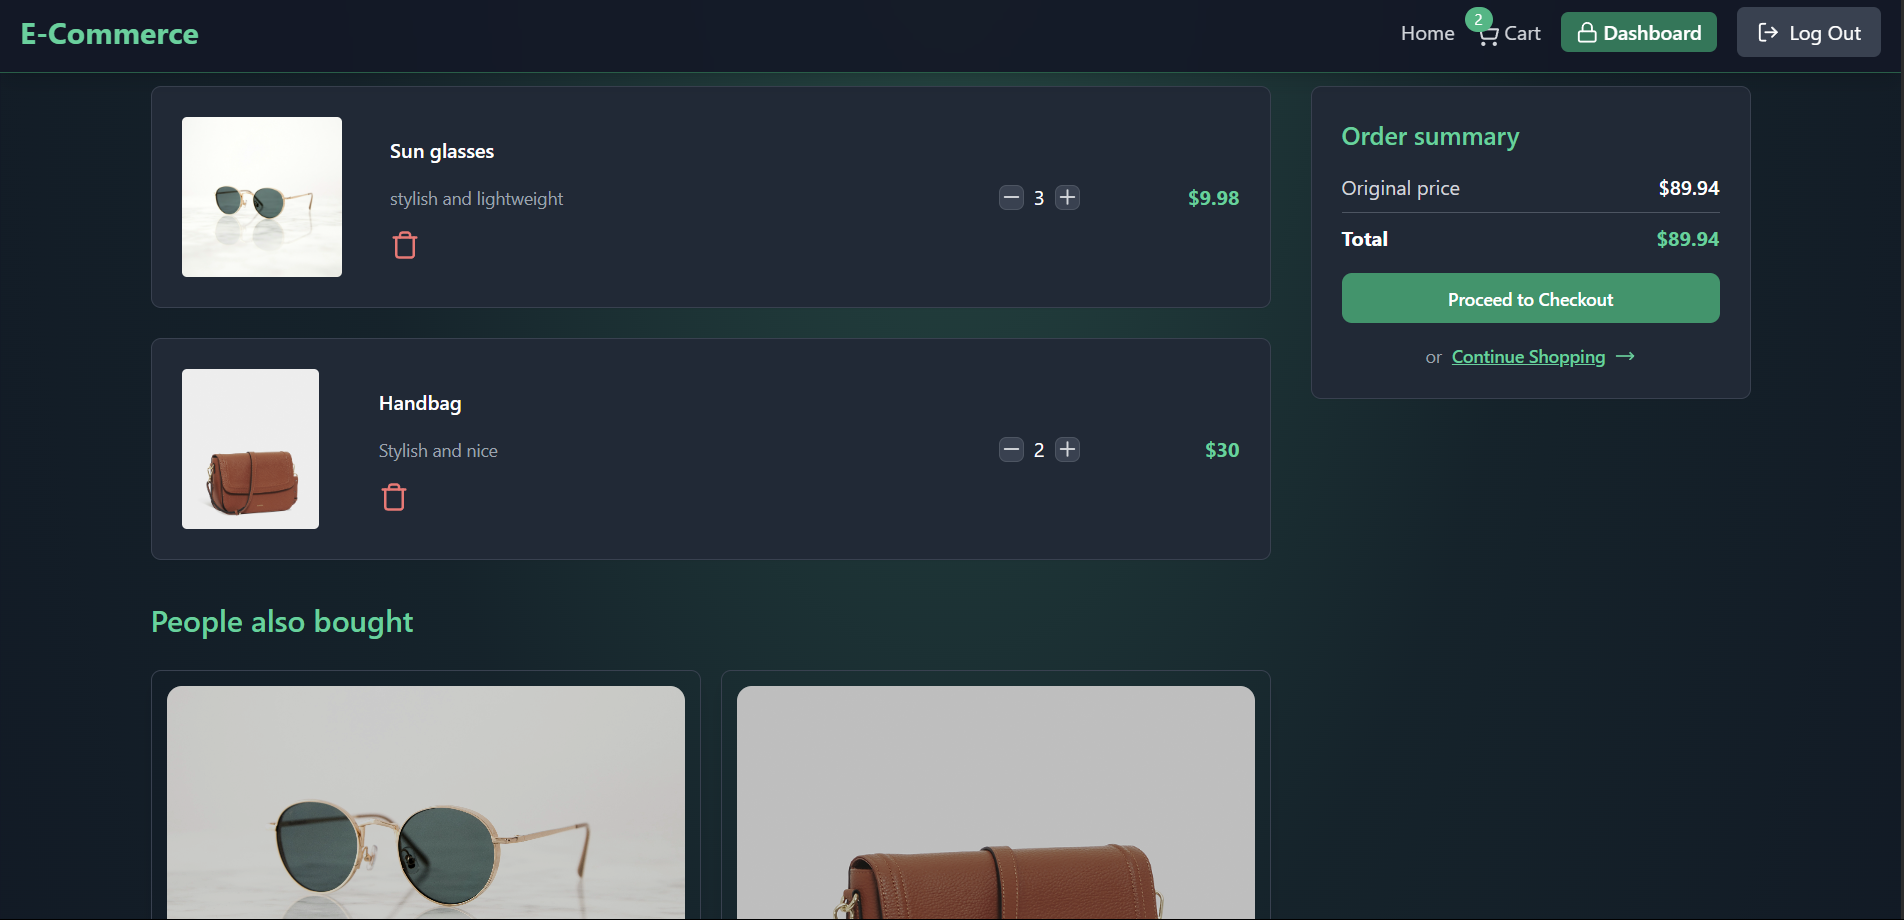 E-Commerce
Home
2
Cart
Dashboard
Log Out
Sun glasses
stylish and lightweight
3
$9.98
Handbag
Stylish and nice
2
$30
Order summary
Original price $89.94
Total $89.94
Proceed to Checkout
or Continue Shopping →
People also bought